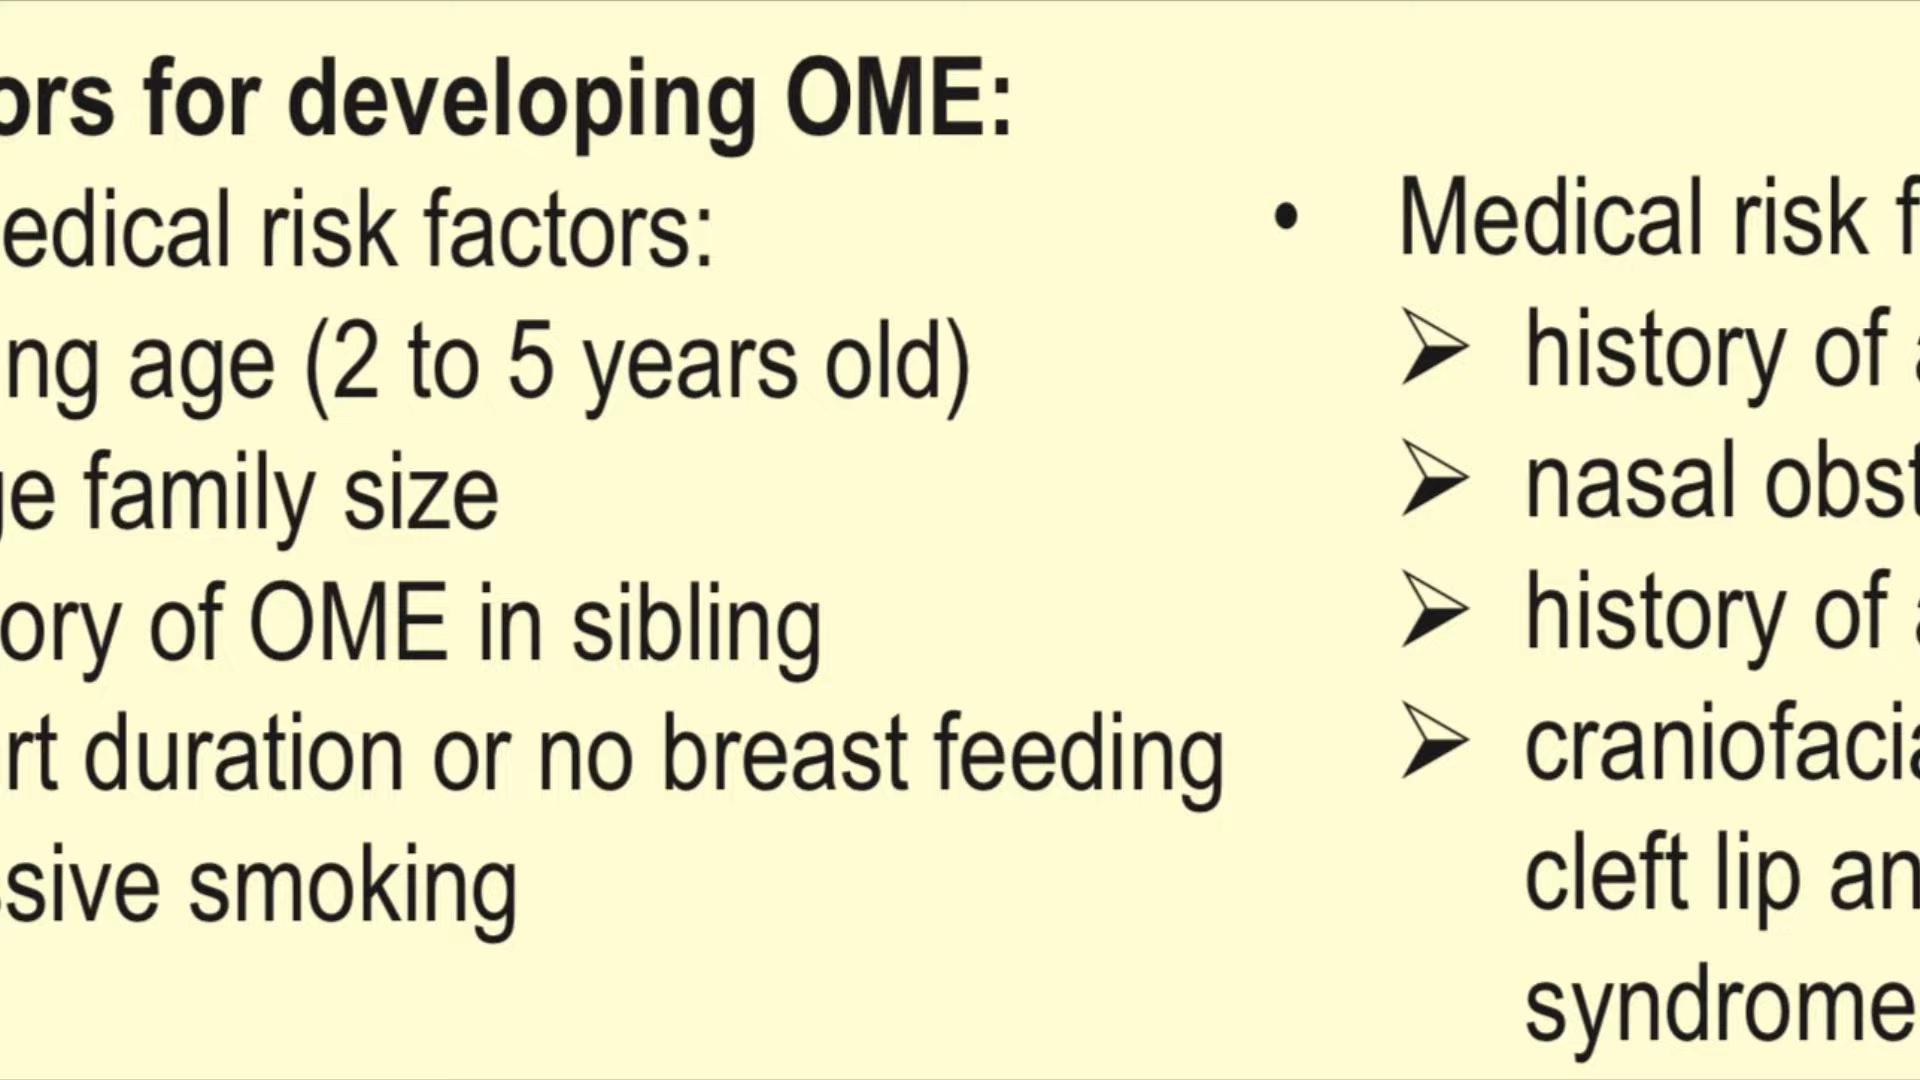 ors for developing OME:
edical risk factors:
ng age (2 to 5 years old)
ge family size
ory of OME in sibling
rt duration or no breast feeding
ssive smoking
• Medical risk f
➢ history of a
➢ nasal obst
➢ history of a
➢ craniofacia
cleft lip an
syndrome